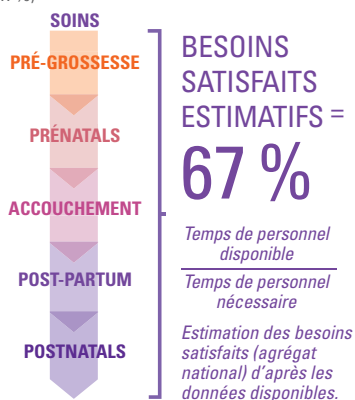 SOINS
PRÉ-GROSSESSE
PRÉNATALS
ACCOUCHEMENT
POST-PARTUM
POSTNATALS
BESOINS
SATISFAITS
ESTIMATIFS =
67 %
Temps de personnel
disponible
Temps de personnel
nécessaire
Estimation des besoins
satisfaits (agrégat
national) d'après les
données disponibles.